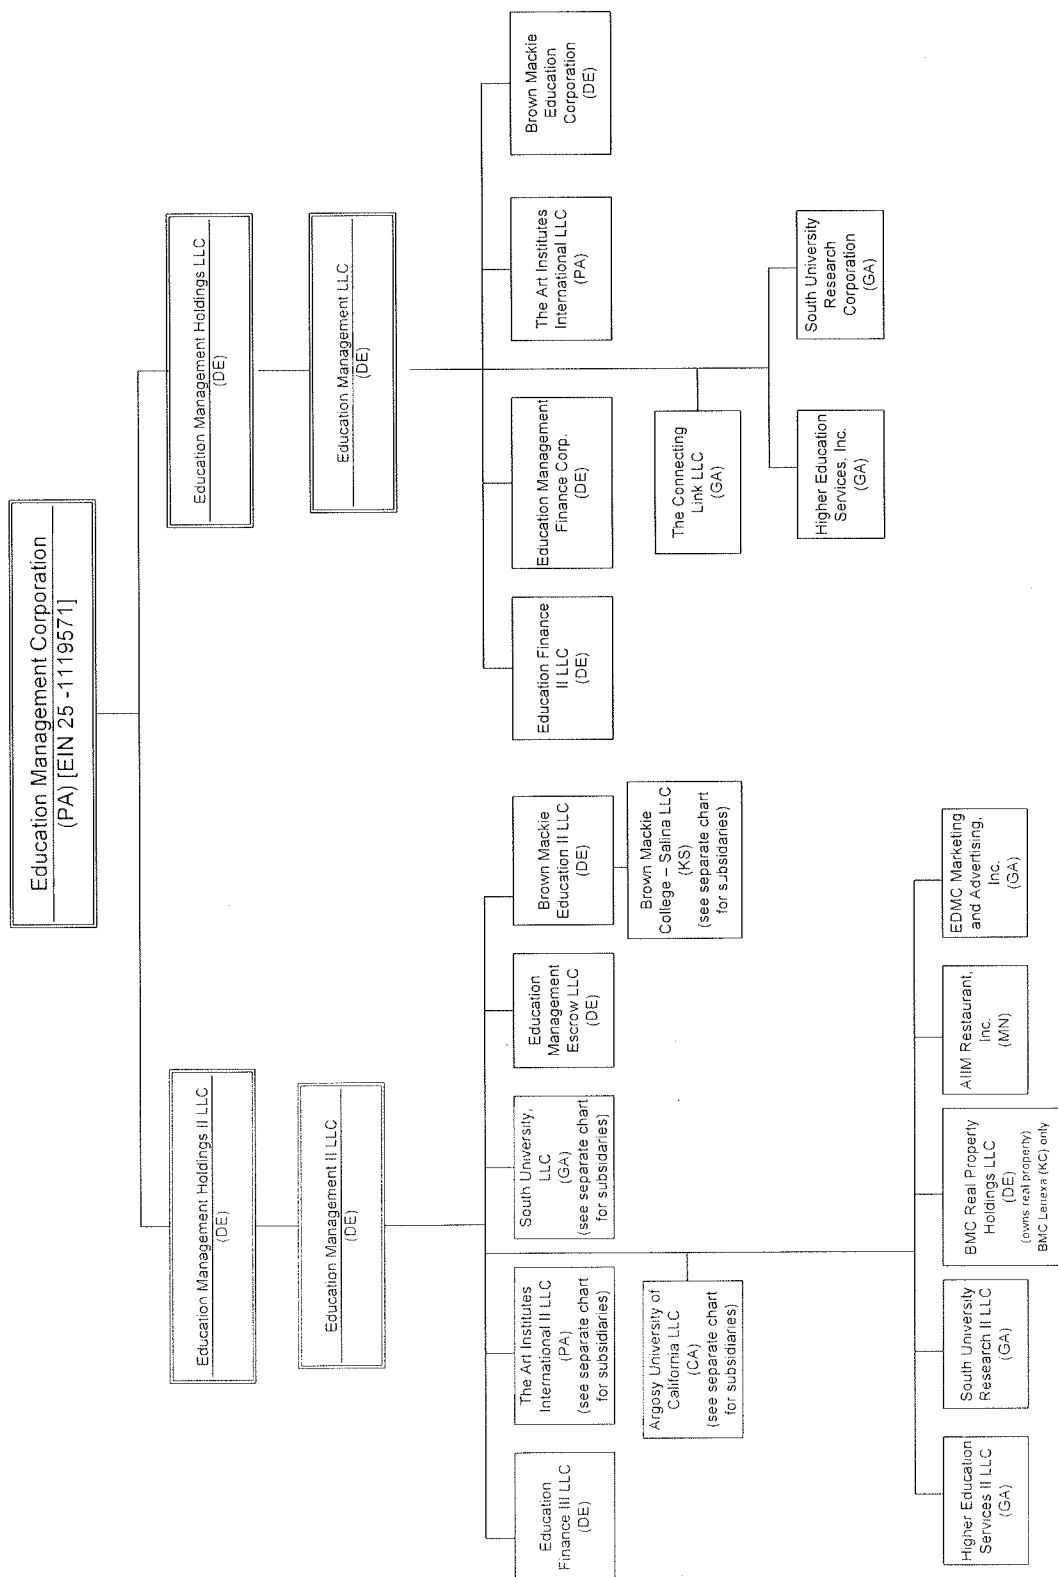 Education Management Corporation
(PA) [EIN 25 -1119571]
Education Management Holdings II LLC
(DE)
Education Management Holdings LLC
(DE)
Education Management II LLC
(DE)
Education Management LLC
(DE)
Education
Finance III LLC
(DE)
The Art Institutes
International II LLC
(PA)
(see separate chart
for subsidaries)
South University,
LLC
(GA)
(see separate chart
for subsidaries)
Education
Management
Escrow LLC
(DE)
Brown Mackie
Education II LLC
(DE)
Education Finance
II LLC
(DE)
Education Management
Finance Corp.
(DE)
The Art Institutes
International LLC
(PA)
Brown Mackie
Education
Corporation
(DE)
Argosy University of
California LLC
(CA)
(see separate chart
for subsidiaries)
Brown Mackie
College – Salina LLC
(KS)
(see separate chart
for subsidaries)
The Connecting
Link LLC
(GA)
Higher Education
Services, Inc.
(GA)
South University
Research
Corporation
(GA)
Higher Education
Services II LLC
(GA)
South University
Research II LLC
(GA)
BMC Real Property
Holdings LLC
(DE)
(owns real property)
BMC Lenexa (KC) only
AIIM Restaurant,
Inc.
(MN)
EDMC Marketing
and Advertising,
Inc.
(GA)